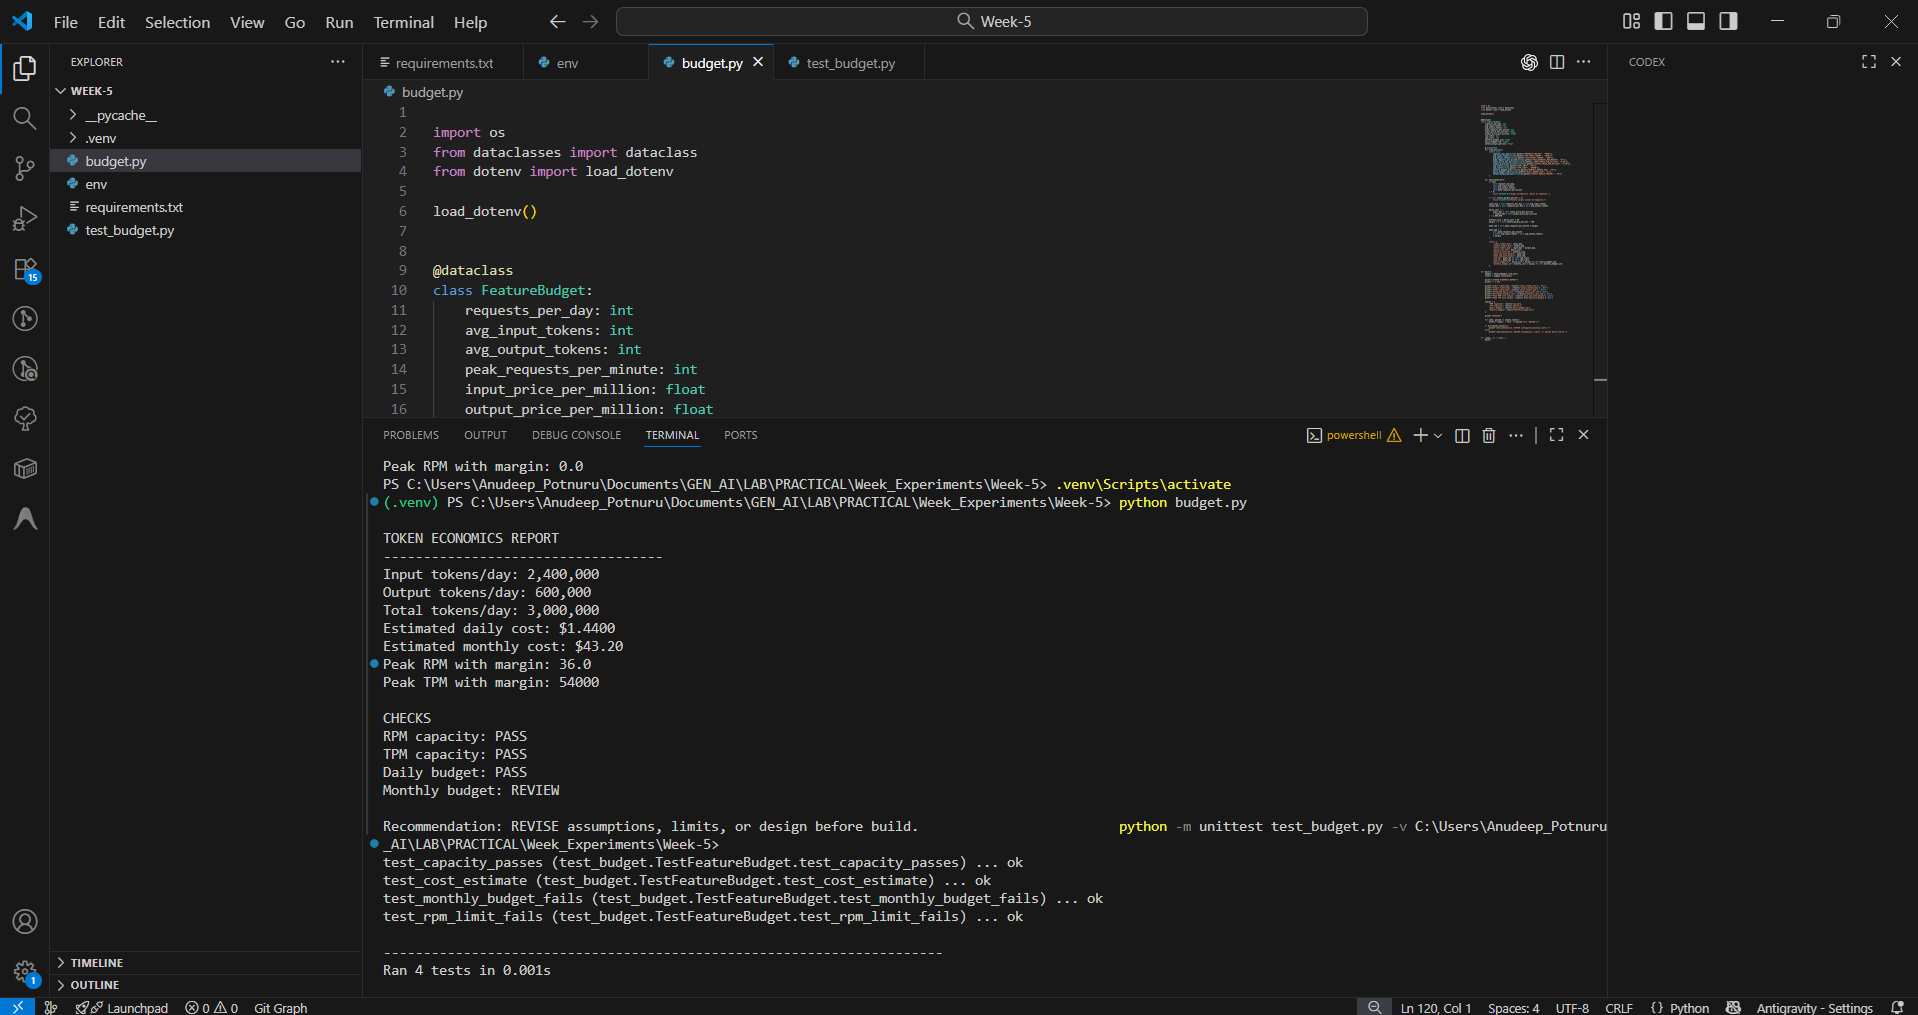 File Edit Selection View Go Run Terminal Help
Week-5
EXPLORER
WEEK-5
__pycache__
.venv
budget.py
env
requirements.txt
test_budget.py
15
1
TIMELINE
OUTLINE
requirements.txt
env
budget.py
test_budget.py
CODEX
budget.py
1
2 import os
3 from dataclasses import dataclass
4 from dotenv import load_dotenv
5
6 load_dotenv()
7
8
9 @dataclass
10 class FeatureBudget:
11 requests_per_day: int
12 avg_input_tokens: int
13 avg_output_tokens: int
14 peak_requests_per_minute: int
15 input_price_per_million: float
16 output_price_per_million: float
PROBLEMS OUTPUT DEBUG CONSOLE TERMINAL PORTS
powershell
Peak RPM with margin: 0.0
PS C:\Users\Anudeep_Potnuru\Documents\GEN_AI\LAB\PRACTICAL\Week_Experiments\Week-5> .venv\Scripts\activate
(.venv) PS C:\Users\Anudeep_Potnuru\Documents\GEN_AI\LAB\PRACTICAL\Week_Experiments\Week-5> python budget.py
TOKEN ECONOMICS REPORT
-----------------------------------
Input tokens/day: 2,400,000
Output tokens/day: 600,000
Total tokens/day: 3,000,000
Estimated daily cost: $1.4400
Estimated monthly cost: $43.20
Peak RPM with margin: 36.0
Peak TPM with margin: 54000
CHECKS
RPM capacity: PASS
TPM capacity: PASS
Daily budget: PASS
Monthly budget: REVIEW
Recommendation: REVISE assumptions, limits, or design before build. python -m unittest test_budget.py -v C:\Users\Anudeep_Potnuru
_AI\LAB\PRACTICAL\Week_Experiments\Week-5>
test_capacity_passes (test_budget.TestFeatureBudget.test_capacity_passes) ... ok
test_cost_estimate (test_budget.TestFeatureBudget.test_cost_estimate) ... ok
test_monthly_budget_fails (test_budget.TestFeatureBudget.test_monthly_budget_fails) ... ok
test_rpm_limit_fails (test_budget.TestFeatureBudget.test_rpm_limit_fails) ... ok
----------------------------------------------------------------------
Ran 4 tests in 0.001s
Launchpad 0 0 Git Graph
Ln 120, Col 1 Spaces: 4 UTF-8 CRLF {} Python Antigravity - Settings